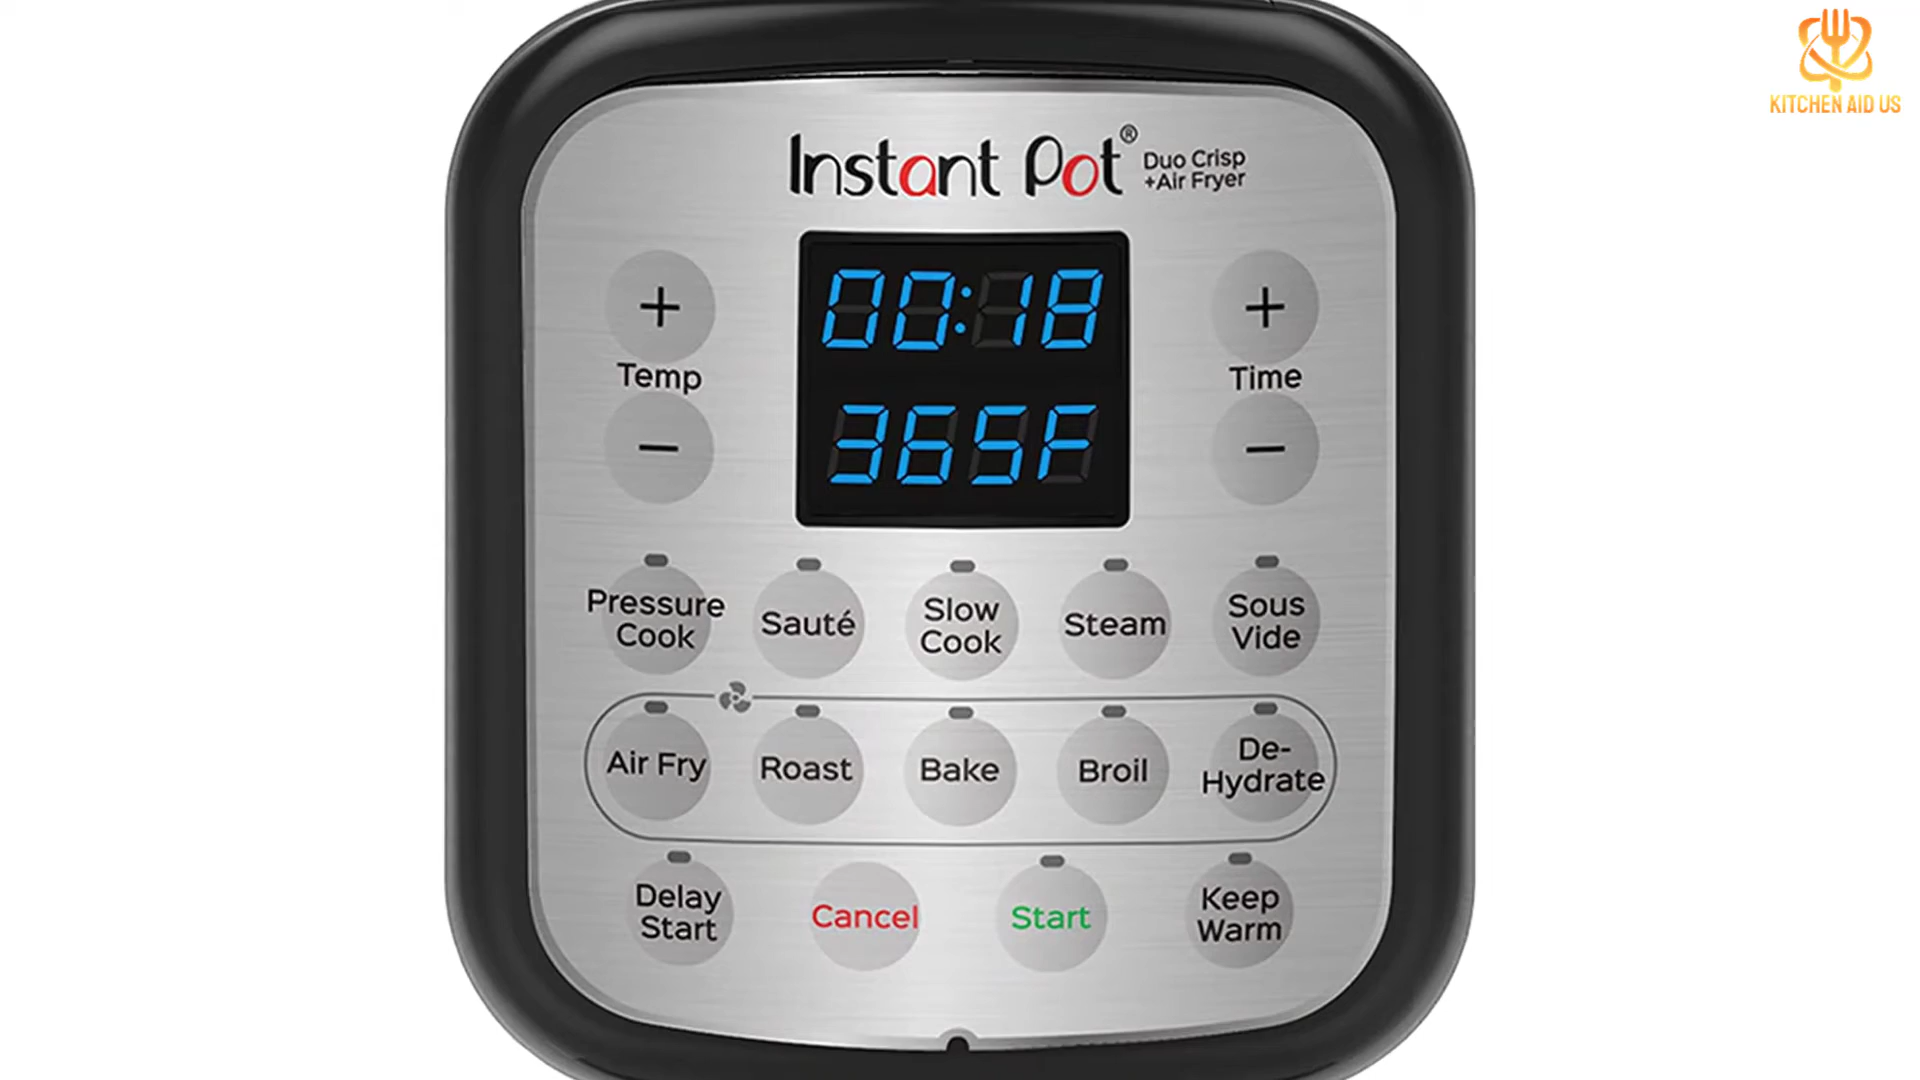 KITCHEN AID US
Instant Pot®
Duo Crisp
+Air Fryer
00:18
365F
+
Temp
−
+
Time
−
Pressure
Cook
Sauté
Slow
Cook
Steam
Sous
Vide
Air Fry
Roast
Bake
Broil
De-
Hydrate
Delay
Start
Cancel
Start
Keep
Warm